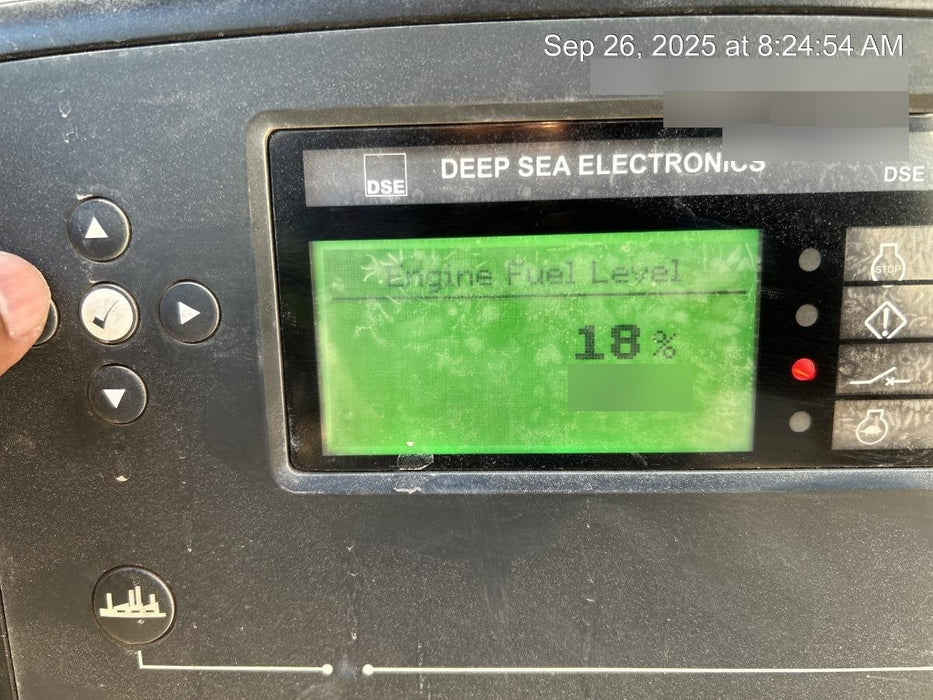 Sep 26, 2025 at 8:24:54 AM
DSE
DEEP SEA ELECTRONICS
DSE
Engine Fuel Level
18 %
STOP